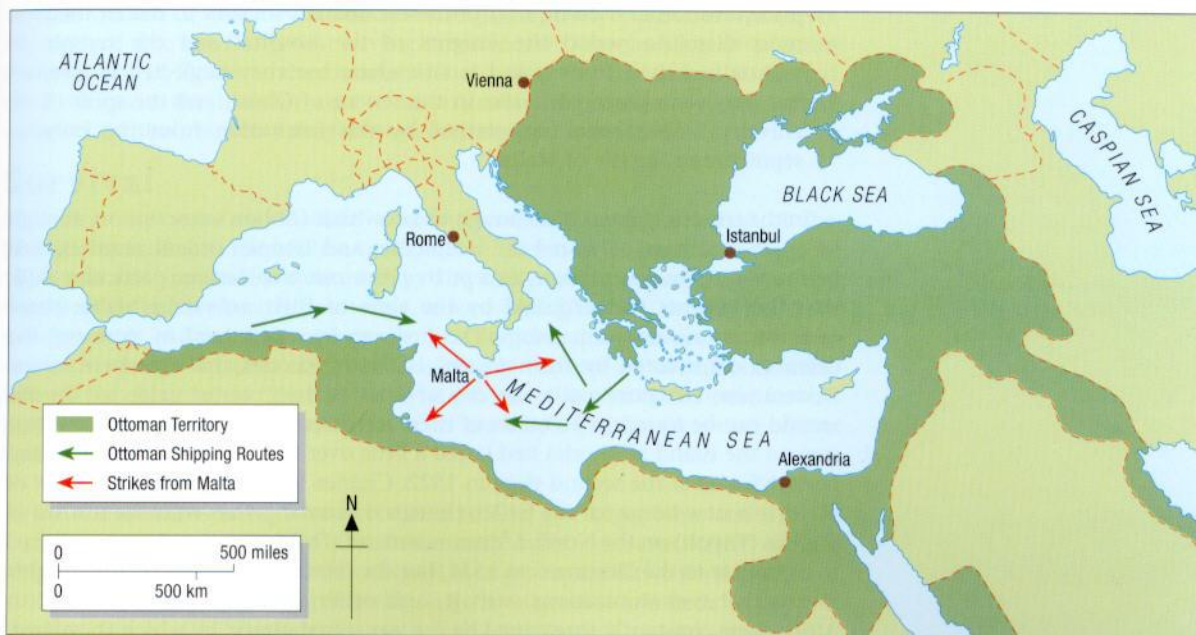 ATLANTIC
OCEAN
Vienna
CASPIAN SEA
BLACK SEA
Rome
Istanbul
Malta
MEDITERRANEAN SEA
Alexandria
Ottoman Territory
Ottoman Shipping Routes
Strikes from Malta
N
0 500 miles
0 500 km